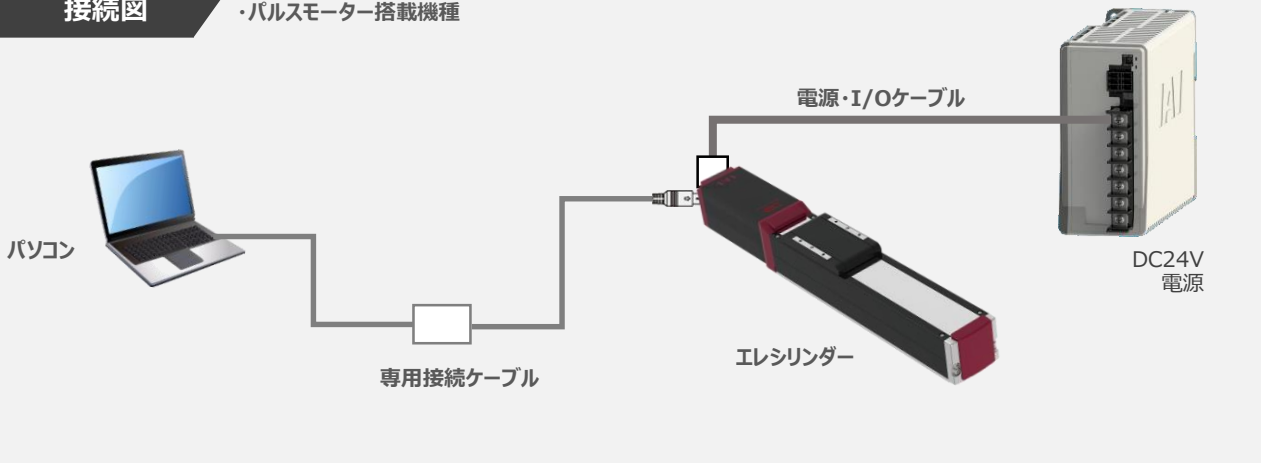 接続図
・パルスモーター搭載機種
電源・I/Oケーブル
パソコン
DC24V
電源
エレシリンダー
専用接続ケーブル